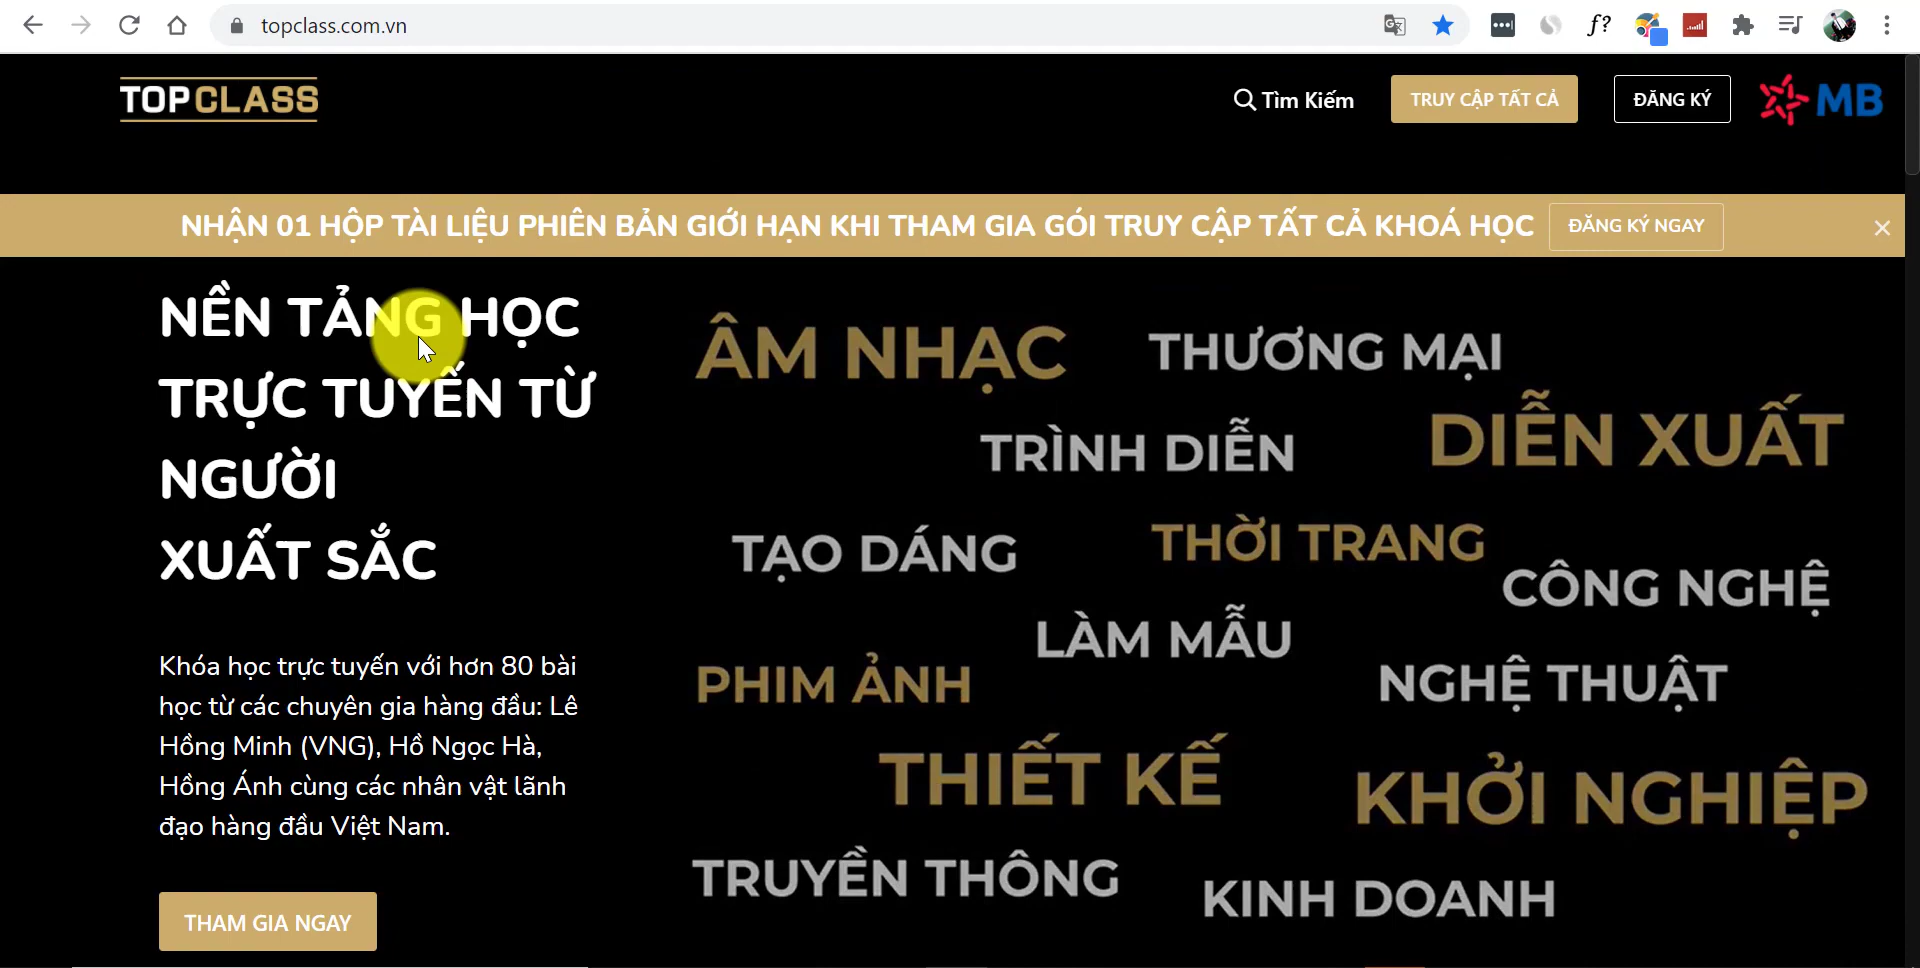 topclass.com.vn
TOPCLASS
Tìm Kiếm
TRUY CẬP TẤT CẢ
ĐĂNG KÝ
MB
NHẬN 01 HỘP TÀI LIỆU PHIÊN BẢN GIỚI HẠN KHI THAM GIA GÓI TRUY CẬP TẤT CẢ KHOÁ HỌC
ĐĂNG KÝ NGAY
NỀN TẢNG HỌC
TRỰC TUYẾN TỪ
NGƯỜI
XUẤT SẮC
Khóa học trực tuyến với hơn 80 bài
học từ các chuyên gia hàng đầu: Lê
Hồng Minh (VNG), Hồ Ngọc Hà,
Hồng Ánh cùng các nhân vật lãnh
đạo hàng đầu Việt Nam.
THAM GIA NGAY
ÂM NHẠC
THƯƠNG MẠI
TRÌNH DIỄN
DIỄN XUẤT
TẠO DÁNG
THỜI TRANG
CÔNG NGHỆ
LÀM MẪU
PHIM ẢNH
NGHỆ THUẬT
THIẾT KẾ
KHỞI NGHIỆP
TRUYỀN THÔNG
KINH DOANH